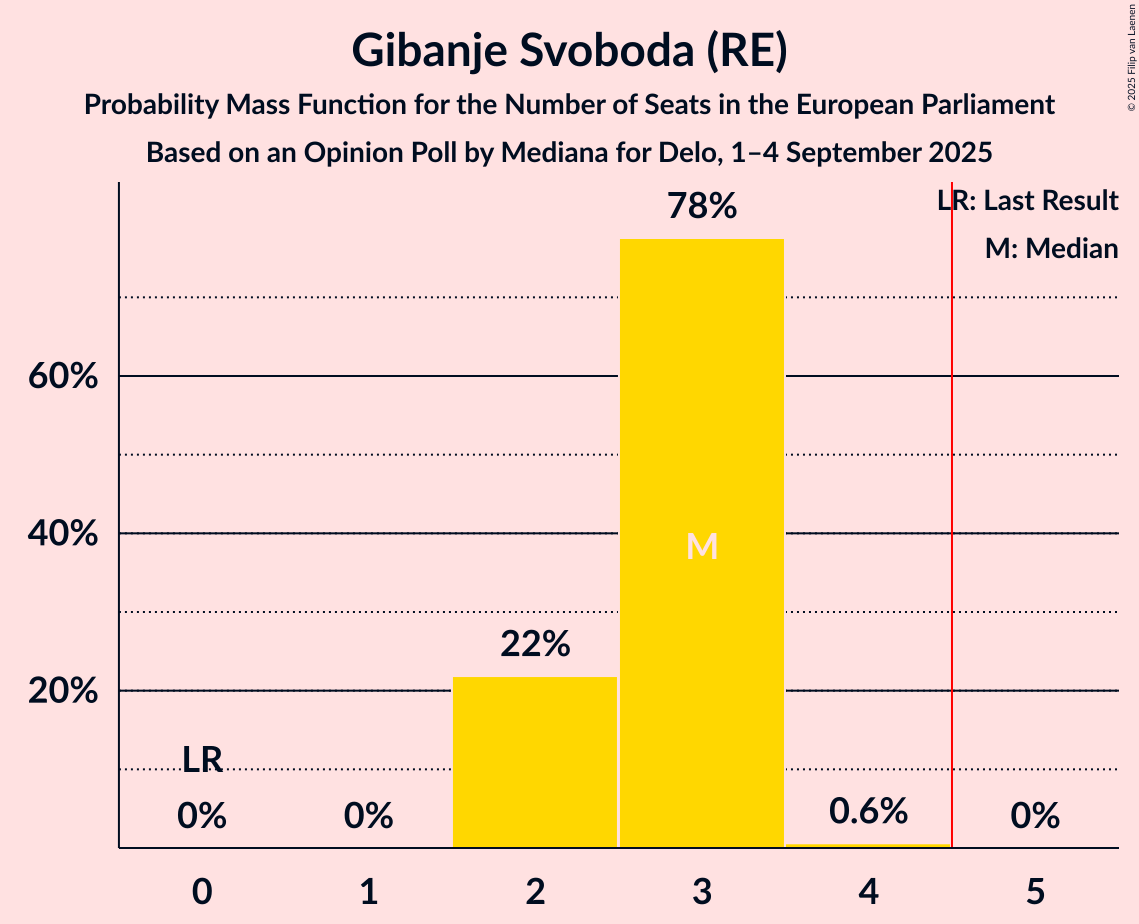 Gibanje Svoboda (RE)
Probability Mass Function for the Number of Seats in the European Parliament
Based on an Opinion Poll by Mediana for Delo, 1–4 September 2025
© 2025 Filip van Laenen
LR: Last Result
M: Median
78%
60%
M
40%
22%
20%
LR
0%
0%
0.6%
0%
0
1
2
3
4
5